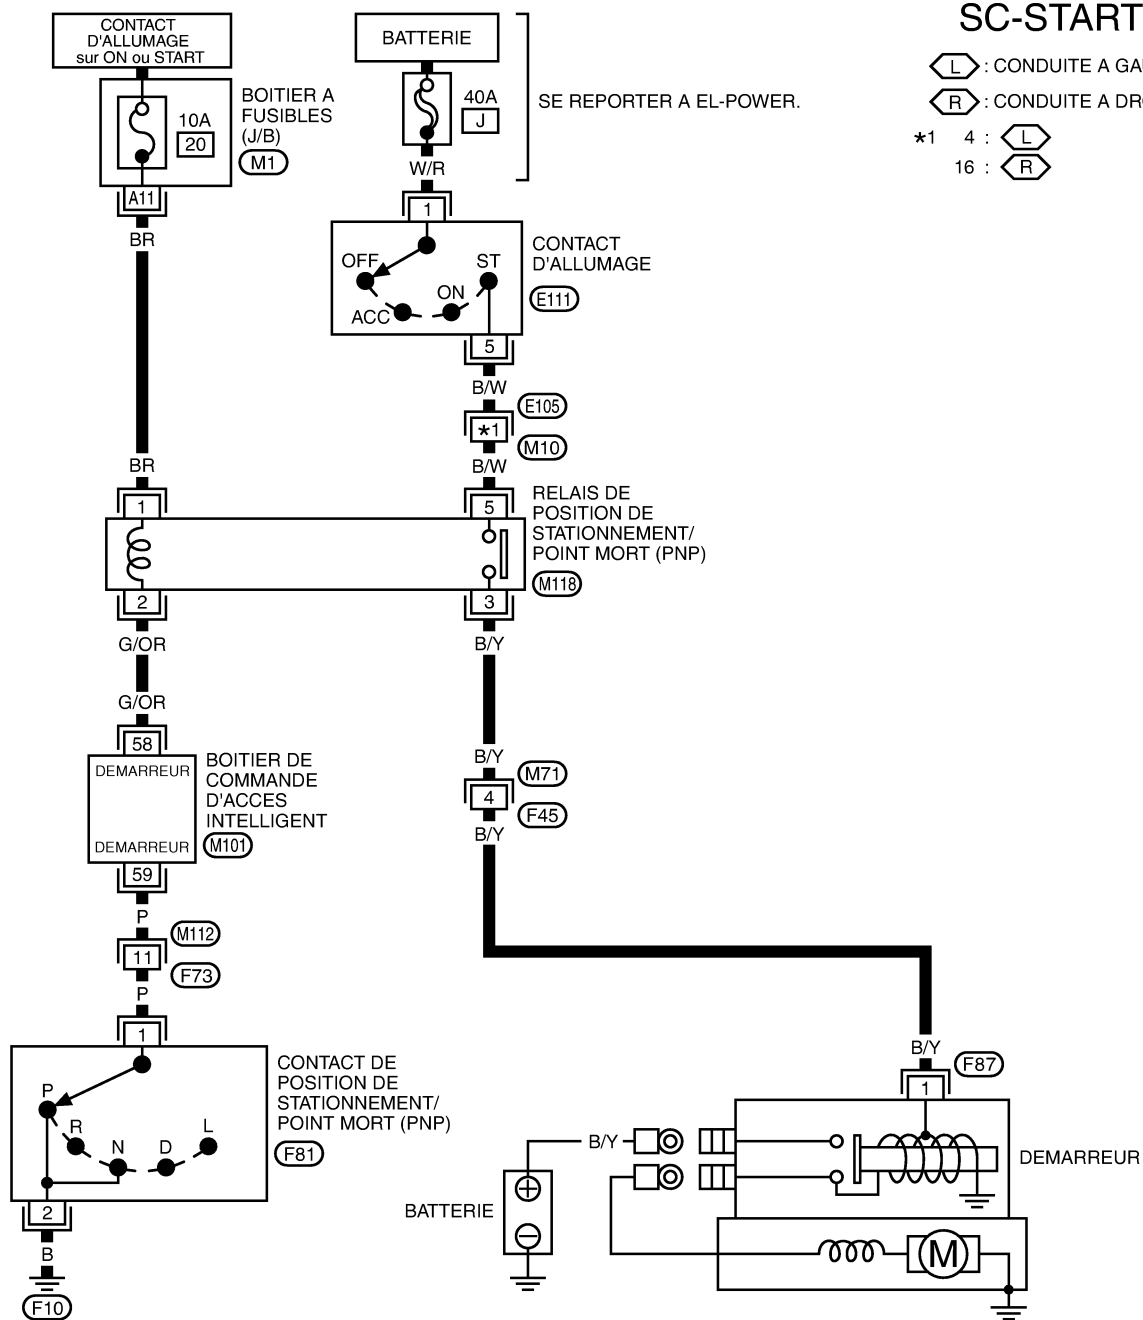 SC-START
CONTACT
D'ALLUMAGE
sur ON ou START
BATTERIE
L : CONDUITE A
R : CONDUITE A
*1 4 : L
16 : R
10A
20
BOITIER A
FUSIBLES
(J/B)
M1
40A
J
SE REPORTER A EL-POWER.
A11
BR
W/R
1
OFF
ST
ACC
ON
CONTACT
D'ALLUMAGE
E111
5
B/W
E105
*1
M10
B/W
BR
1
5
RELAIS DE
POSITION DE
STATIONNEMENT/
POINT MORT (PNP)
M118
2
3
G/OR
B/Y
G/OR
58
DEMARREUR
DEMARREUR
BOITIER DE
COMMANDE
D'ACCES
INTELLIGENT
M101
59
B/Y
M71
4
F45
B/Y
P
M112
11
F73
P
1
P
R
N
D
L
CONTACT DE
POSITION DE
STATIONNEMENT/
POINT MORT (PNP)
F81
2
B
F10
B/Y
F87
1
B/Y
DEMARREUR
BATTERIE
+
−
M